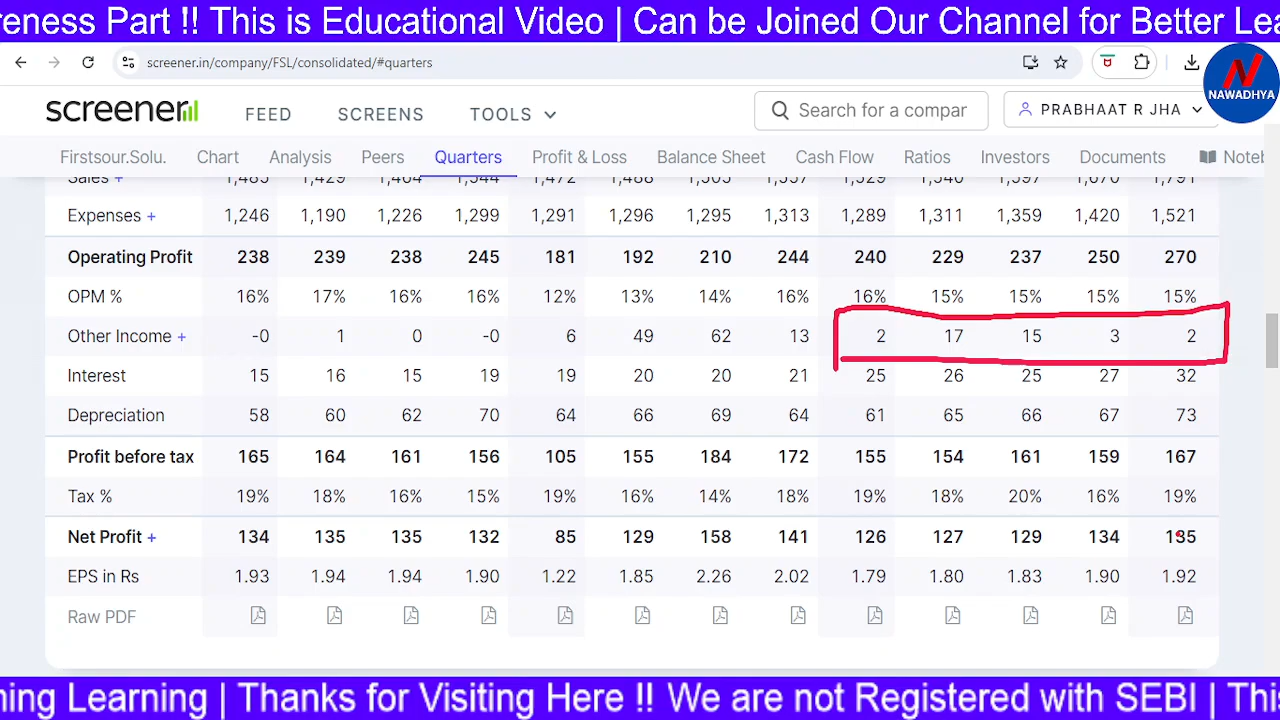 reness Part !! This is Educational Video | Can be Joined Our Channel for Better Lea
screener.in/company/FSL/consolidated/#quarters
NAWADHYA
screener FEED SCREENS TOOLS Search for a compar PRABHAAT R JHA
Firstsour.Solu. Chart Analysis Peers Quarters Profit & Loss Balance Sheet Cash Flow Ratios Investors Documents Noteb
Sales +
Expenses + 1,246 1,190 1,226 1,299 1,291 1,296 1,295 1,313 1,289 1,311 1,359 1,420 1,521
Operating Profit 238 239 238 245 181 192 210 244 240 229 237 250 270
OPM % 16% 17% 16% 16% 12% 13% 14% 16% 16% 15% 15% 15% 15%
Other Income + -0 1 0 -0 6 49 62 13 2 17 15 3 2
Interest 15 16 15 19 19 20 20 21 25 26 25 27 32
Depreciation 58 60 62 70 64 66 69 64 61 65 66 67 73
Profit before tax 165 164 161 156 105 155 184 172 155 154 161 159 167
Tax % 19% 18% 16% 15% 19% 16% 14% 18% 19% 18% 20% 16% 19%
Net Profit + 134 135 135 132 85 129 158 141 126 127 129 134 135
EPS in Rs 1.93 1.94 1.94 1.90 1.22 1.85 2.26 2.02 1.79 1.80 1.83 1.90 1.92
Raw PDF
ning Learning | Thanks for Visiting Here !! We are not Registered with SEBI | This